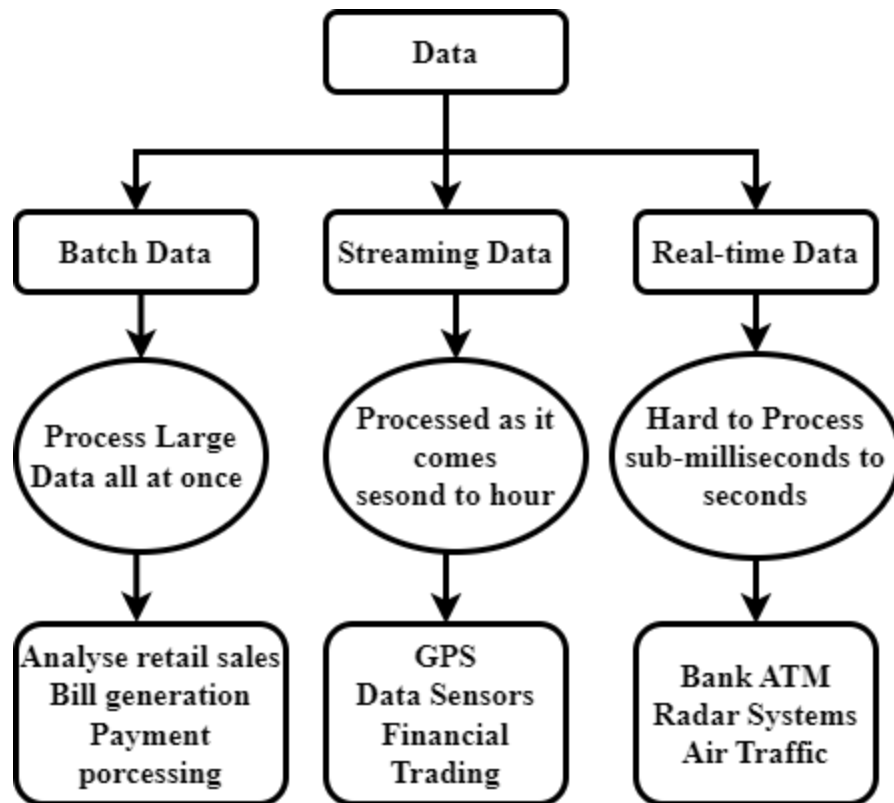 Data
Batch Data
Streaming Data
Real-time Data
Process Large
Data all at once
Processed as it
comes
sesond to hour
Hard to Process
sub-milliseconds to
seconds
Analyse retail sales
Bill generation
Payment
porcessing
GPS
Data Sensors
Financial
Trading
Bank ATM
Radar Systems
Air Traffic